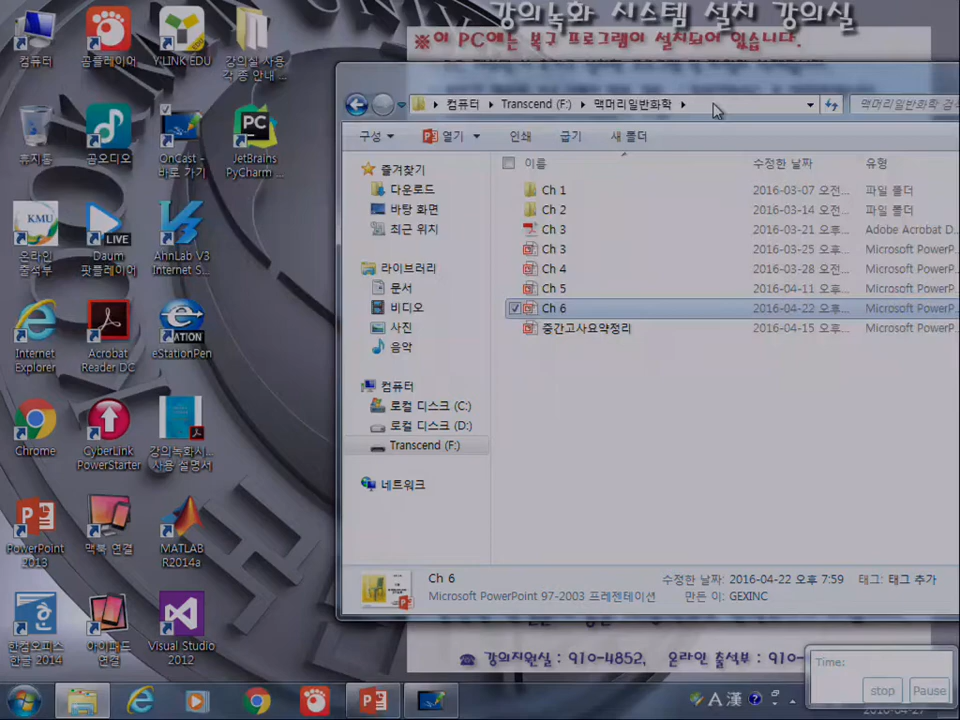 강의녹화 시스템 설치 강의실
※이 PC에는 복구 프로그램이 설치되어 있습니다.
컴퓨터
곰플레이어
Y!LINK EDU
강의실 사용
각 종 안내 ...
휴지통
곰오디오
OnCast -
바로 가기
JetBrains
PyCharm ...
KMU
온라인
출석부
LIVE
Daum
팟플레이어
AhnLab V3
Internet S...
Internet
Explorer
Acrobat
Reader DC
eStationPen
Chrome
CyberLink
PowerStarter
강의녹화시...
사용 설명서
PowerPoint
2013
맥북 연결
MATLAB
R2014a
한컴오피스
한글 2014
아이패드
연결
Visual Studio
2012
컴퓨터 ▸ Transcend (F:) ▸ 맥머리일반화학 ▸
맥머리일반화학 검색
구성 ▼ 열기 ▼ 인쇄 굽기 새 폴더
즐겨찾기
다운로드
바탕 화면
최근 위치
라이브러리
문서
비디오
사진
음악
컴퓨터
로컬 디스크 (C:)
로컬 디스크 (D:)
Transcend (F:)
네트워크
이름 수정한 날짜 유형
Ch 1 2016-03-07 오전... 파일 폴더
Ch 2 2016-03-14 오전... 파일 폴더
Ch 3 2016-03-21 오후... Adobe Acrobat D...
Ch 3 2016-03-25 오후... Microsoft PowerP...
Ch 4 2016-03-28 오전... Microsoft PowerP...
Ch 5 2016-04-11 오후... Microsoft PowerP...
Ch 6 2016-04-22 오후... Microsoft PowerP...
중간고사요약정리 2016-04-15 오후... Microsoft PowerP...
Ch 6 수정한 날짜: 2016-04-22 오후 7:59 태그: 태그 추가
Microsoft PowerPoint 97-2003 프레젠테이션 만든 이: GEXINC
☎ 강의지원실 : 910-4852, 온라인 출석부 : 910-
Time:
stop Pause
A 漢